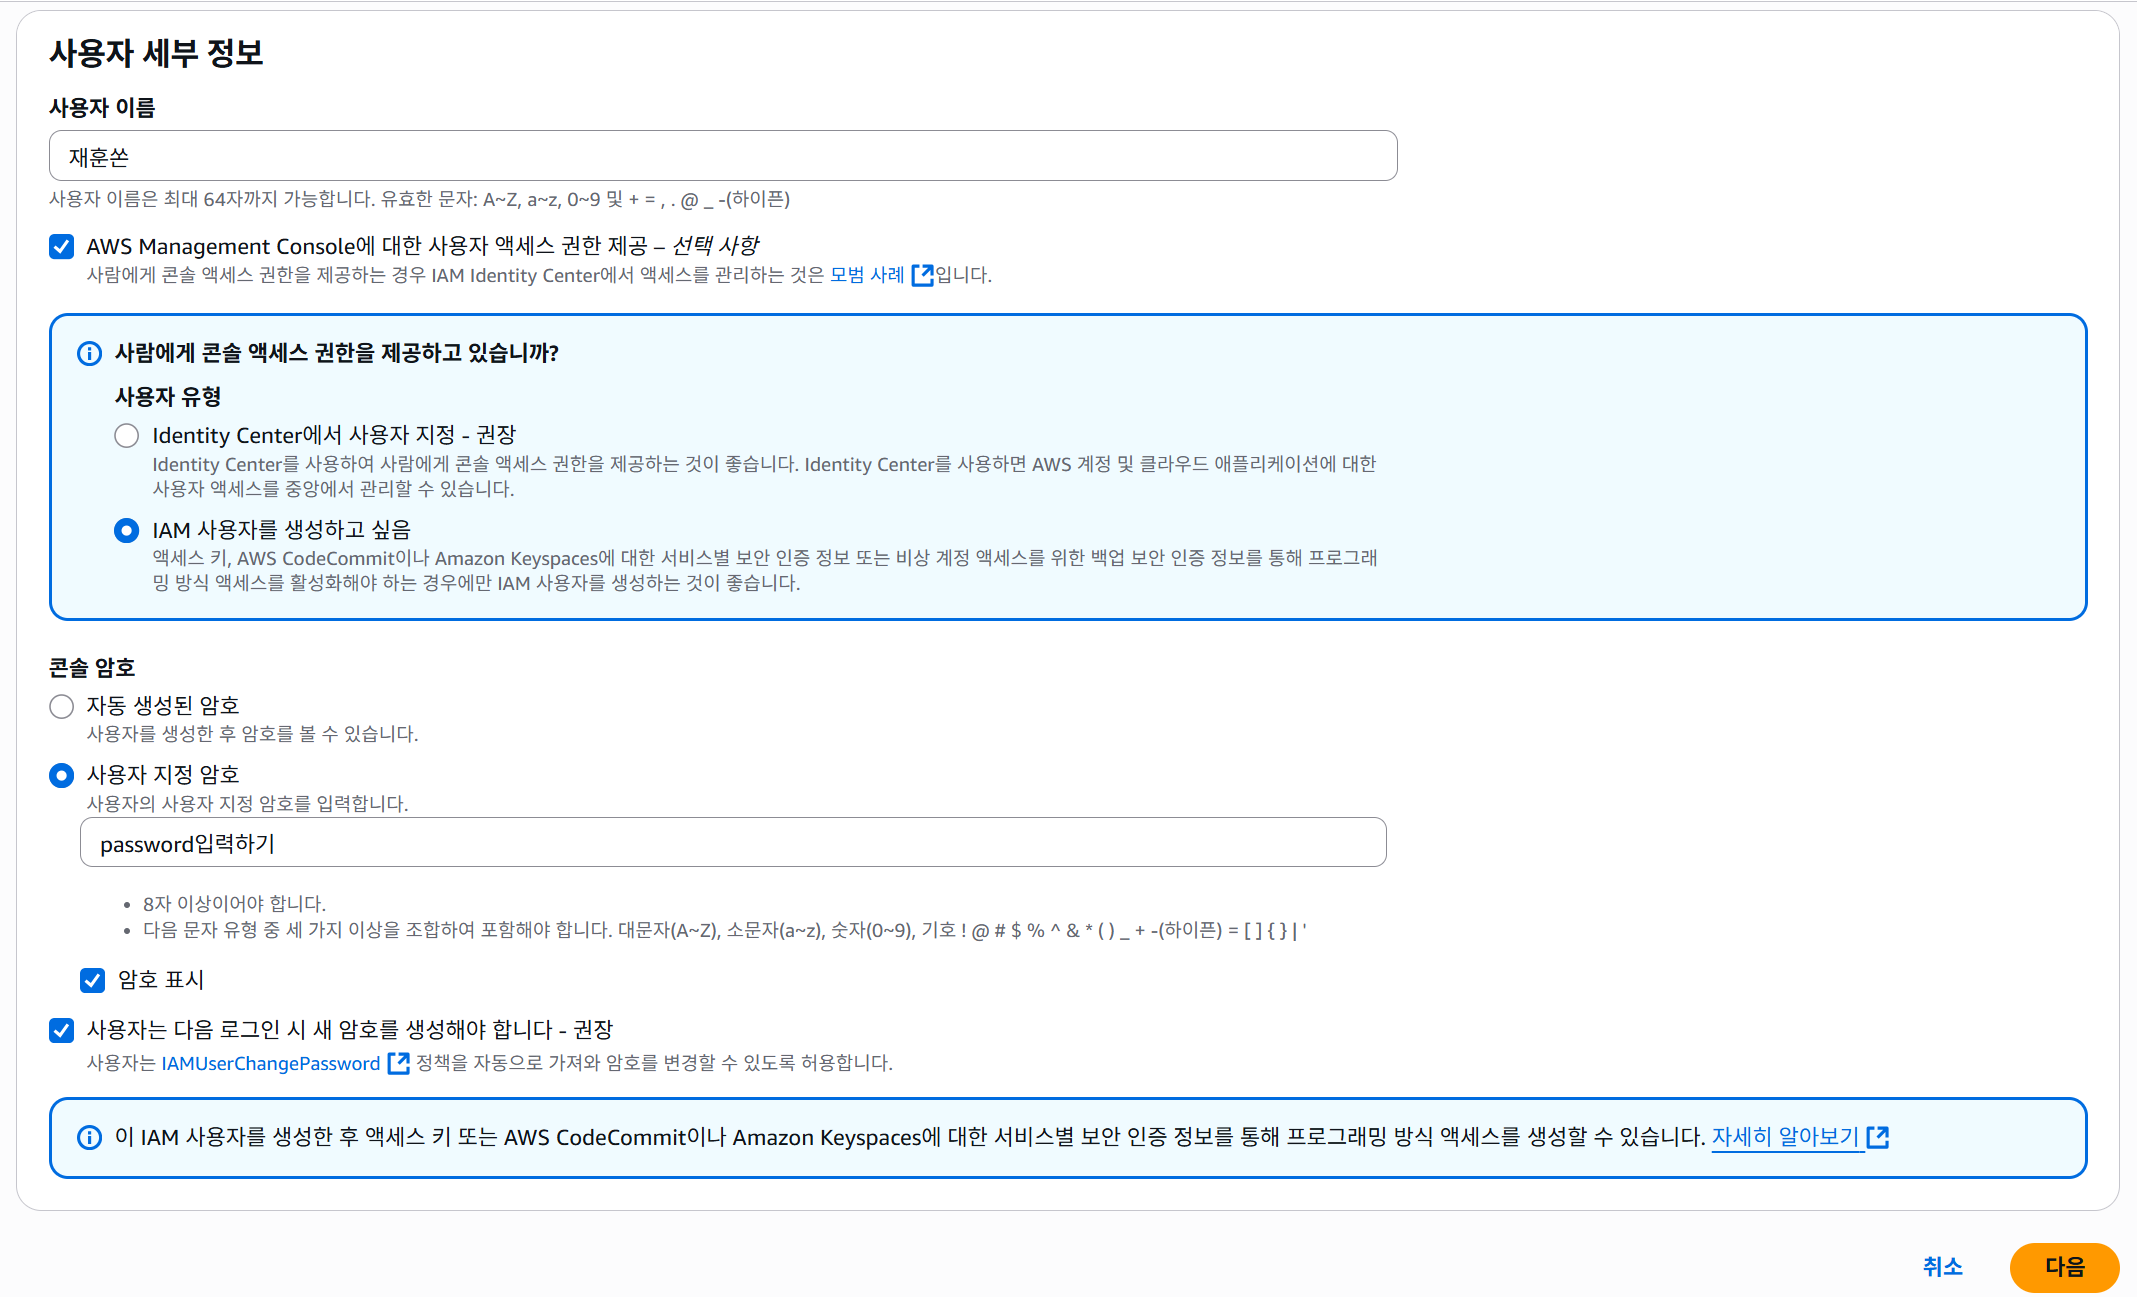 사용자 세부 정보
사용자 이름
재훈쏜
사용자 이름은 최대 64자까지 가능합니다. 유효한 문자: A~Z, a~z, 0~9 및 + = , . @ _ -(하이픈)
AWS Management Console에 대한 사용자 액세스 권한 제공 – 선택 사항
사람에게 콘솔 액세스 권한을 제공하는 경우 IAM Identity Center에서 액세스를 관리하는 것은 모범 사례 입니다.
사람에게 콘솔 액세스 권한을 제공하고 있습니까?
사용자 유형
Identity Center에서 사용자 지정 - 권장
Identity Center를 사용하여 사람에게 콘솔 액세스 권한을 제공하는 것이 좋습니다. Identity Center를 사용하면 AWS 계정 및 클라우드 애플리케이션에 대한
사용자 액세스를 중앙에서 관리할 수 있습니다.
IAM 사용자를 생성하고 싶음
액세스 키, AWS CodeCommit이나 Amazon Keyspaces에 대한 서비스별 보안 인증 정보 또는 비상 계정 액세스를 위한 백업 보안 인증 정보를 통해 프로그래
밍 방식 액세스를 활성화해야 하는 경우에만 IAM 사용자를 생성하는 것이 좋습니다.
콘솔 암호
자동 생성된 암호
사용자를 생성한 후 암호를 볼 수 있습니다.
사용자 지정 암호
사용자의 사용자 지정 암호를 입력합니다.
password입력하기
• 8자 이상이어야 합니다.
• 다음 문자 유형 중 세 가지 이상을 조합하여 포함해야 합니다. 대문자(A~Z), 소문자(a~z), 숫자(0~9), 기호 ! @ # $ % ^ & * ( ) _ + -(하이픈) = [ ] { } | '
암호 표시
사용자는 다음 로그인 시 새 암호를 생성해야 합니다 - 권장
사용자는 IAMUserChangePassword 정책을 자동으로 가져와 암호를 변경할 수 있도록 허용합니다.
이 IAM 사용자를 생성한 후 액세스 키 또는 AWS CodeCommit이나 Amazon Keyspaces에 대한 서비스별 보안 인증 정보를 통해 프로그래밍 방식 액세스를 생성할 수 있습니다. 자세히 알아보기
취소
다음